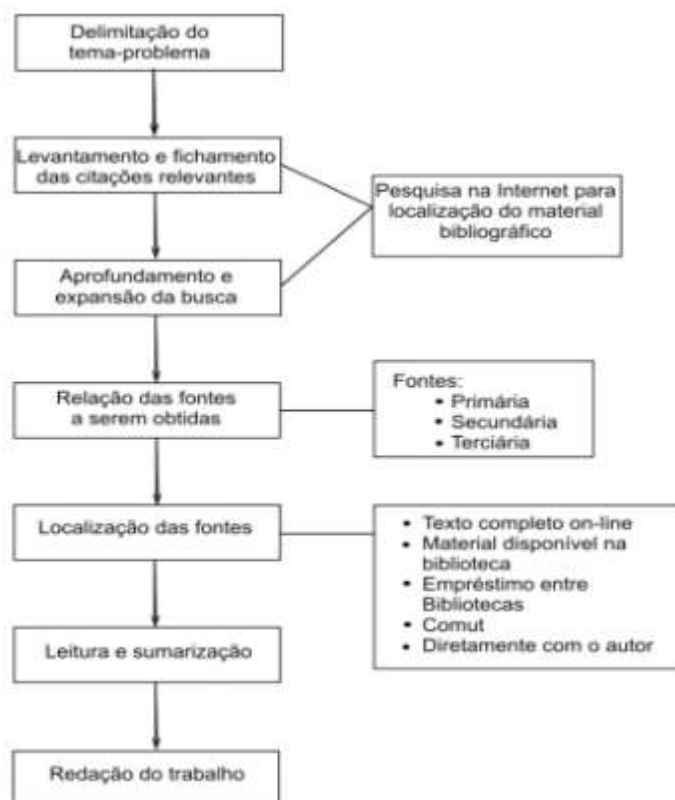 Delimitação do
tema-problema
Levantamento e fichamento
das citações relevantes
Pesquisa na Internet para
localização do material
bibliográfico
Aprofundamento e
expansão da busca
Relação das fontes
a serem obtidas
Fontes:
• Primária
• Secundária
• Terciária
Localização das fontes
• Texto completo on-line
• Material disponível na
biblioteca
• Empréstimo entre
Bibliotecas
• Comut
• Diretamente com o autor
Leitura e sumarização
Redação do trabalho